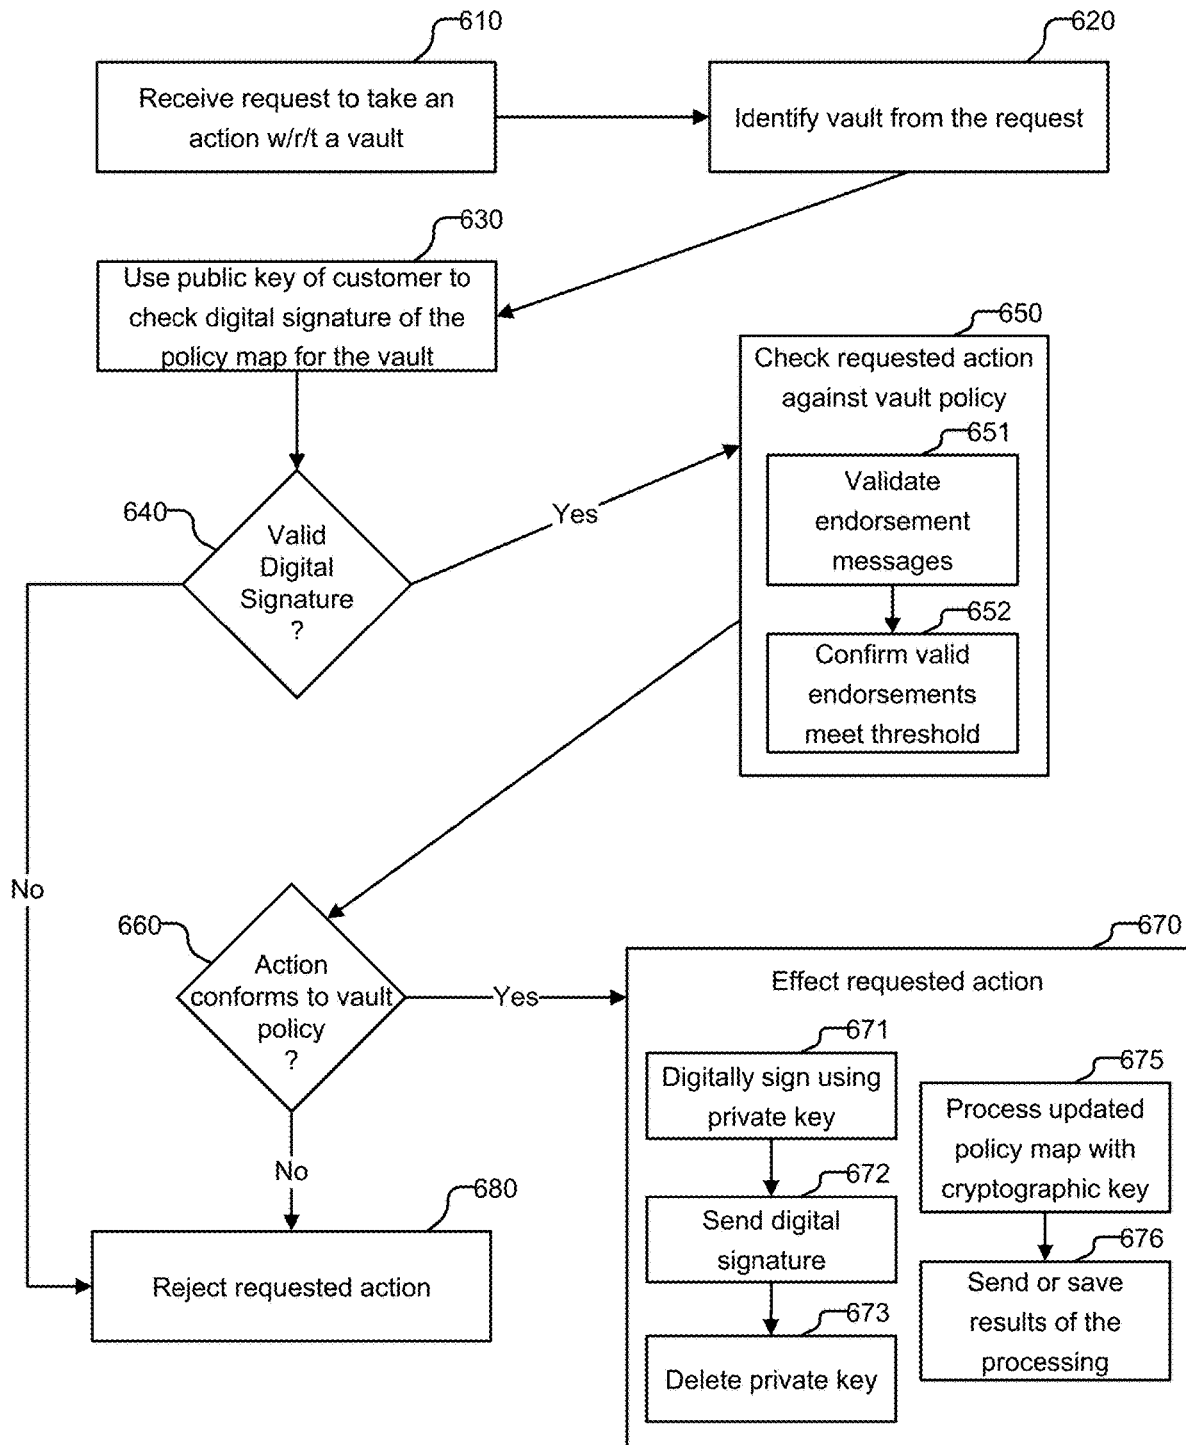 610
Receive request to take an
action w/r/t a vault
620
Identify vault from the request
630
Use public key of customer to
check digital signature of the
policy map for the vault
640
Valid
Digital
Signature
?
Yes
No
650
Check requested action
against vault policy
651
Validate
endorsement
messages
652
Confirm valid
endorsements
meet threshold
660
Action
conforms to vault
policy
?
Yes
No
670
Effect requested action
671
Digitally sign using
private key
672
Send digital
signature
673
Delete private key
675
Process updated
policy map with
cryptographic key
676
Send or save
results of the
processing
680
Reject requested action